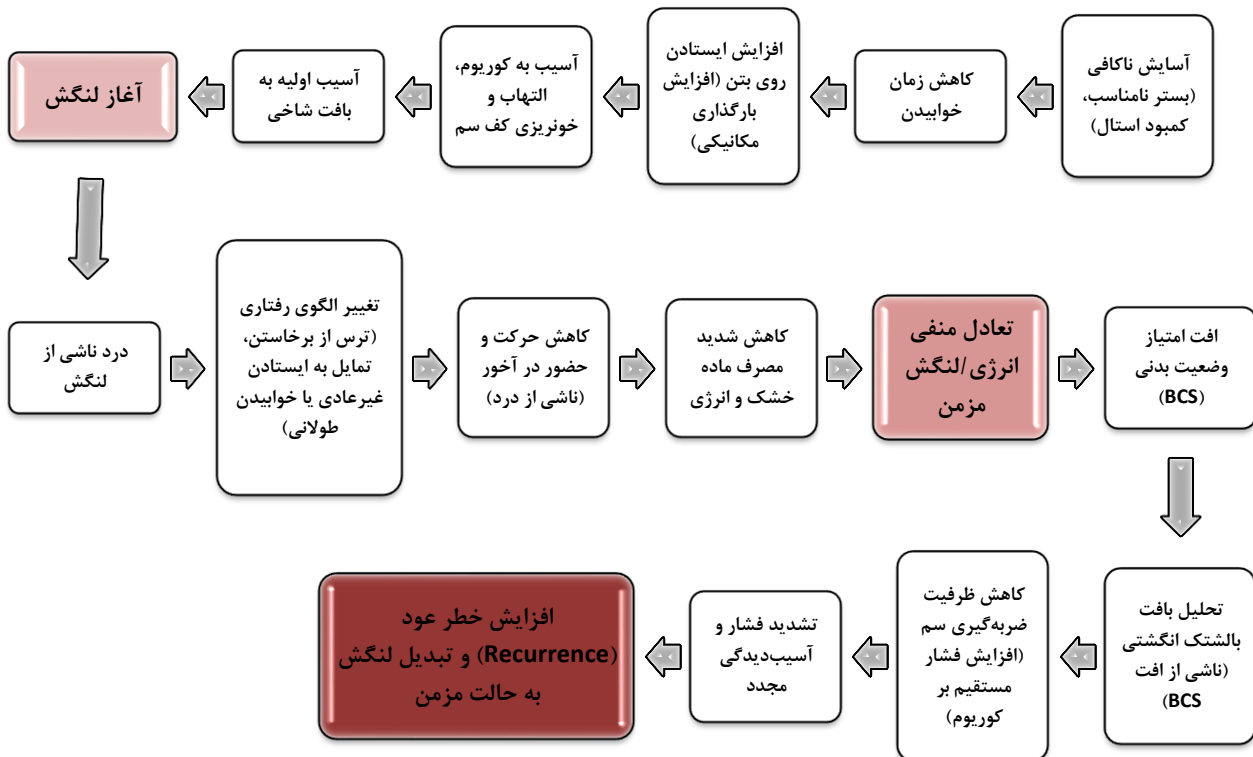 آسایش ناکافی
(بستر نامناسب،
کمبود استال)
کاهش زمان
خوابیدن
افزایش ایستادن
روی بتن (افزایش
بارگذاری
مکانیکی)
آسیب به کوریوم،
التهاب و
خونریزی کف سم
آسیب اولیه به
بافت شاخی
آغاز لنگش
درد ناشی از
لنگش
تغییر الگوی رفتاری
(ترس از برخاستن،
تمایل به ایستادن
غیرعادی یا خوابیدن
طولانی)
کاهش حرکت و
حضور در آخور
(ناشی از درد)
کاهش شدید
مصرف ماده
خشک و انرژی
تعادل منفی
انرژی/لنگش
مزمن
افت امتیاز
وضعیت بدنی
(BCS)
تحلیل بافت
بالشتک انگشتی
(ناشی از افت
BCS)
کاهش ظرفیت
ضربه‌گیری سم
(افزایش فشار
مستقیم بر
کوریوم)
تشدید فشار و
آسیب‌دیدگی
مجدد
افزایش خطر عود
(Recurrence) و تبدیل لنگش
به حالت مزمن